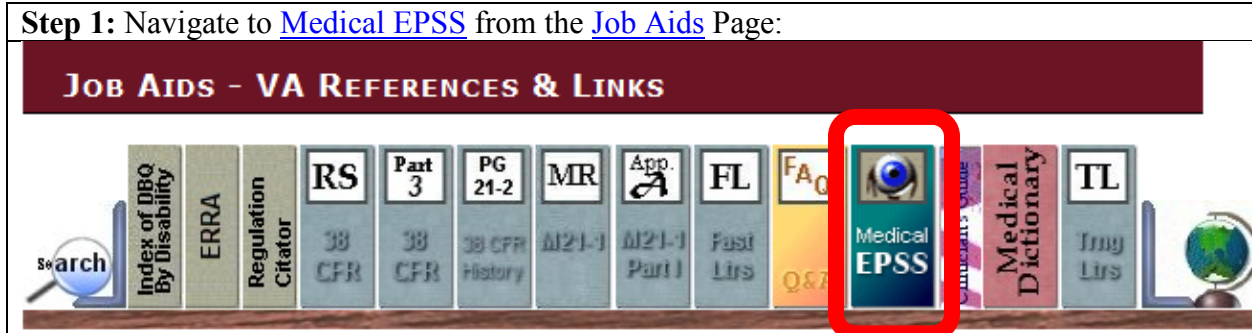 Step 1: Navigate to Medical EPSS from the Job Aids Page:
JOB AIDS - VA REFERENCES & LINKS
search
Index of DBQ
By Disability
ERRA
Regulation
Citator
RS
38
CFR
Part
3
38
CFR
PG
21-2
38 CFR
History
MR
M21-1
App.
A
M21-1
Part I
FL
Fast
Ltrs
FAQ
Q&A
Medical
EPSS
Clinician's Guide
Medical
Dictionary
TL
Trng
Ltrs